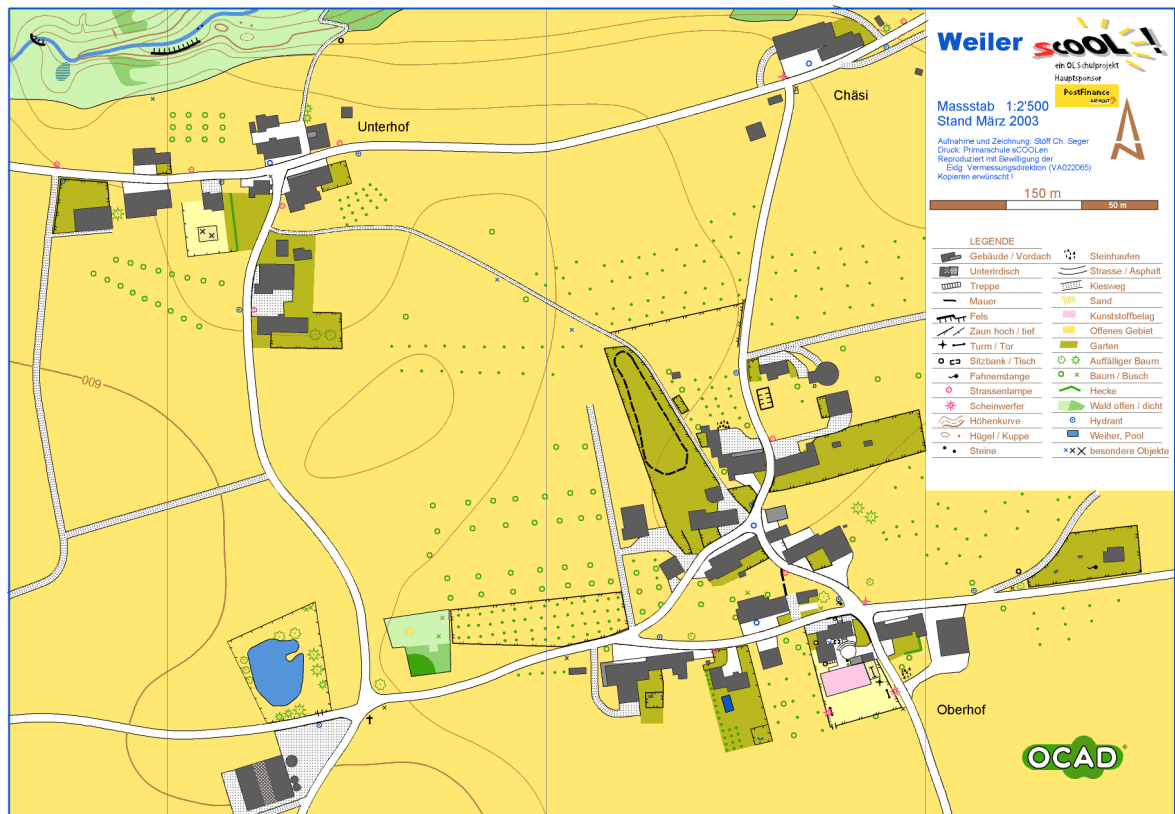 Weiler
sCOOL !
ein OL Schulprojekt
Hauptsponsor
PostFinance
DIE POST
Massstab 1:2'500
Stand März 2003
Aufnahme und Zeichnung: Stöff Ch. Seger
Druck: Primarschule sCOOLen
Reproduziert mit Bewilligung der
Eidg. Vermessungsdirektion (VA022065)
Kopieren erwünscht !
150 m
50 m
LEGENDE
Gebäude / Vordach
Unterirdisch
Treppe
Mauer
Fels
Zaun hoch / tief
Turm / Tor
Sitzbank / Tisch
Fahnenstange
Strassenlampe
Scheinwerfer
Höhenkurve
Hügel / Kuppe
Steine
Steinhaufen
Strasse / Asphalt
Kiesweg
Sand
Kunststoffbelag
Offenes Gebiet
Garten
Auffälliger Baum
Baum / Busch
Hecke
Wald offen / dicht
Hydrant
Weiher, Pool
besondere Objekte
Chäsi
Unterhof
600
Oberhof
OCAD